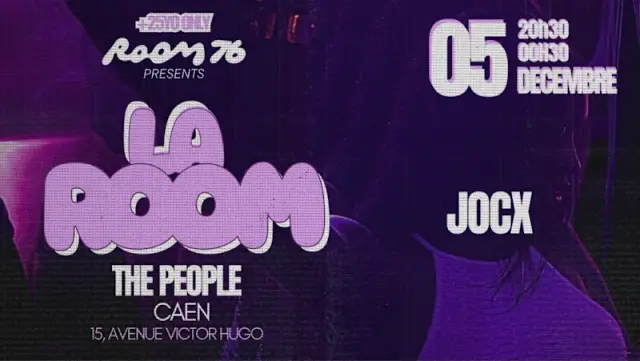 +25YO ONLY
ROOM 76
PRESENTS
LA
ROOM
THE PEOPLE
CAEN
15, AVENUE VICTOR HUGO
05
20h30
00H30
DECEMBRE
JOCX